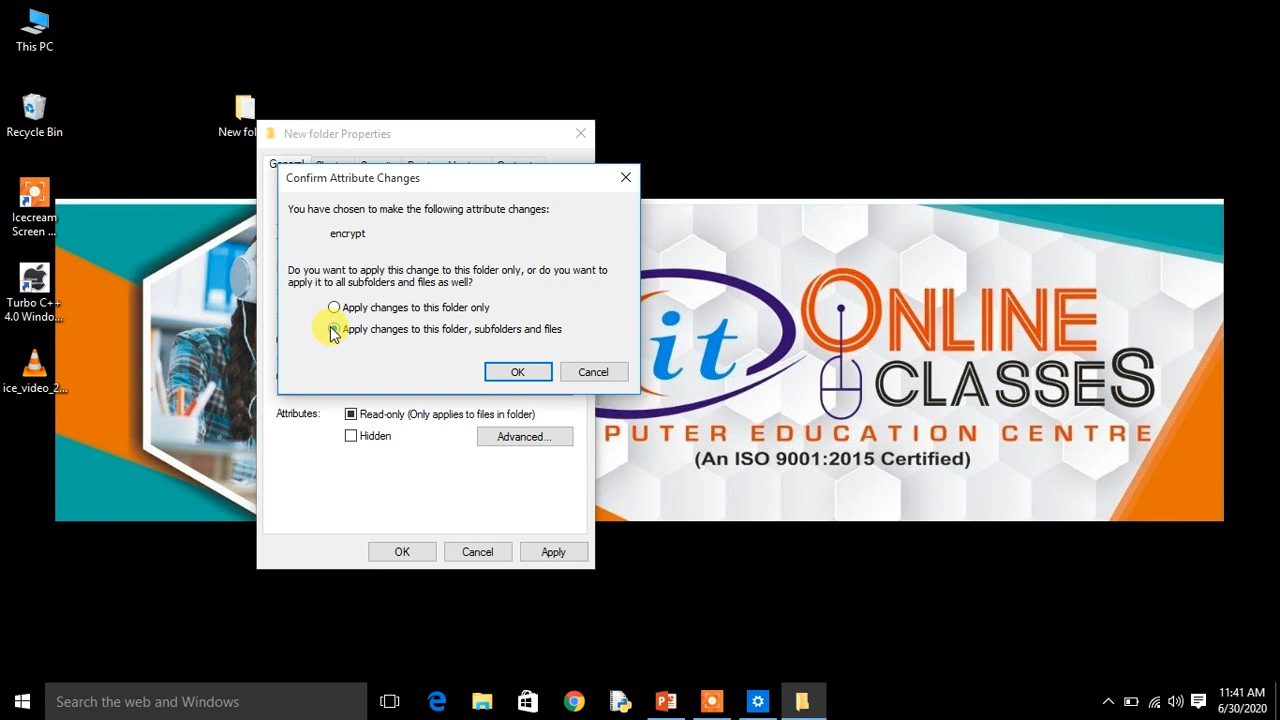 This PC
Recycle Bin
New fol
Icecream
Screen ...
Turbo C++
4.0 Windo...
ice_video_2...
New folder Properties
General
Confirm Attribute Changes
You have chosen to make the following attribute changes:
encrypt
Do you want to apply this change to this folder only, or do you want to
apply it to all subfolders and files as well?
Apply changes to this folder only
Apply changes to this folder, subfolders and files
OK
Cancel
Attributes:
Read-only (Only applies to files in folder)
Hidden
Advanced...
OK
Cancel
Apply
it
ONLINE
CLASSES
PUTER EDUCATION CENTRE
(An ISO 9001:2015 Certified)
Search the web and Windows
11:41 AM
6/30/2020